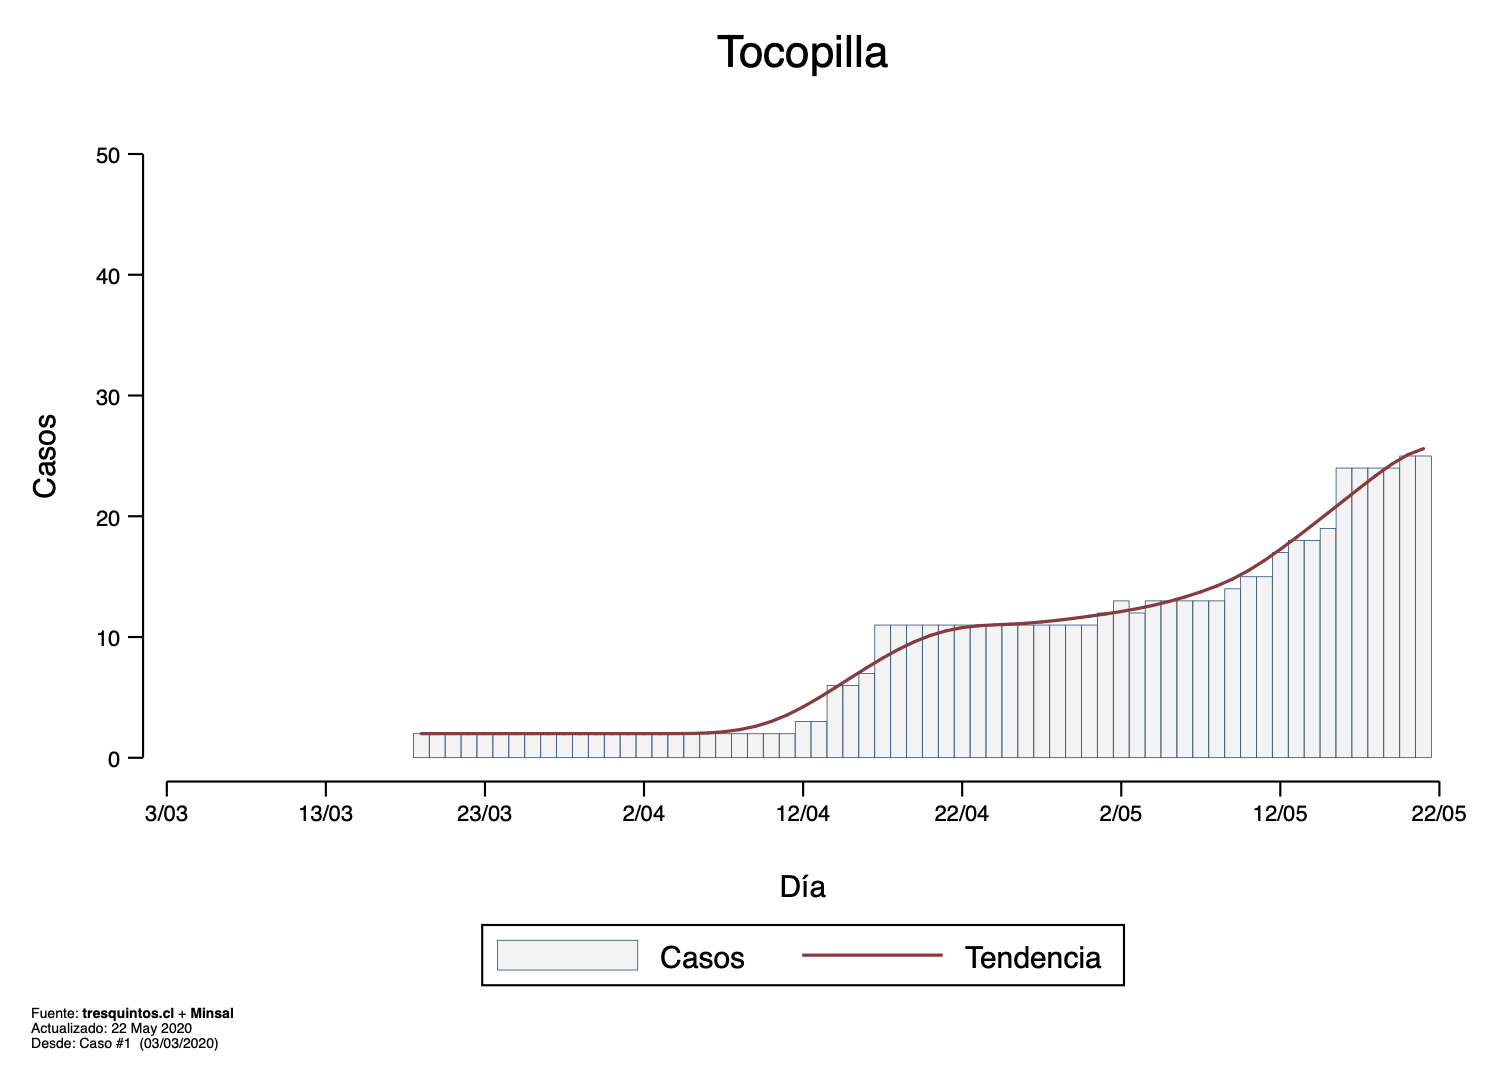 Tocopilla
50
40
30
20
10
0
Casos
3/03 13/03 23/03 2/04 12/04 22/04 2/05 12/05 22/05
Día
Casos Tendencia
Fuente: tresquintos.cl + Minsal
Actualizado: 22 May 2020
Desde: Caso #1 (03/03/2020)